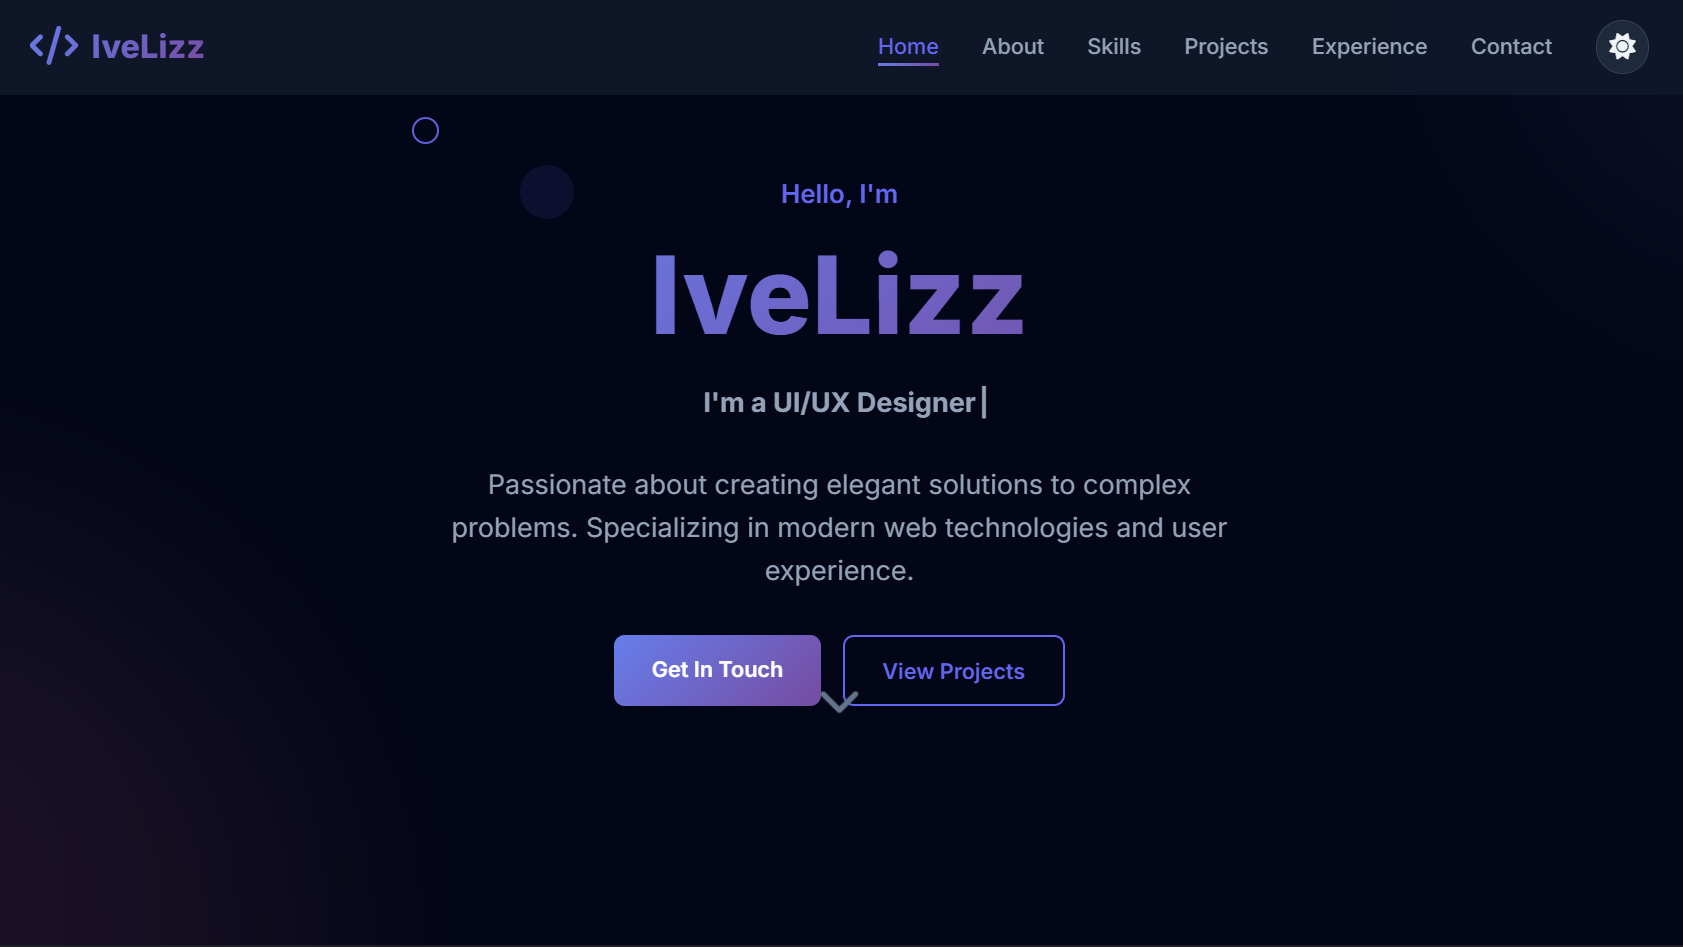 </> IveLizz
Home About Skills Projects Experience Contact
Hello, I'm
IveLizz
I'm a UI/UX Designer|
Passionate about creating elegant solutions to complex
problems. Specializing in modern web technologies and user
experience.
Get In Touch
View Projects